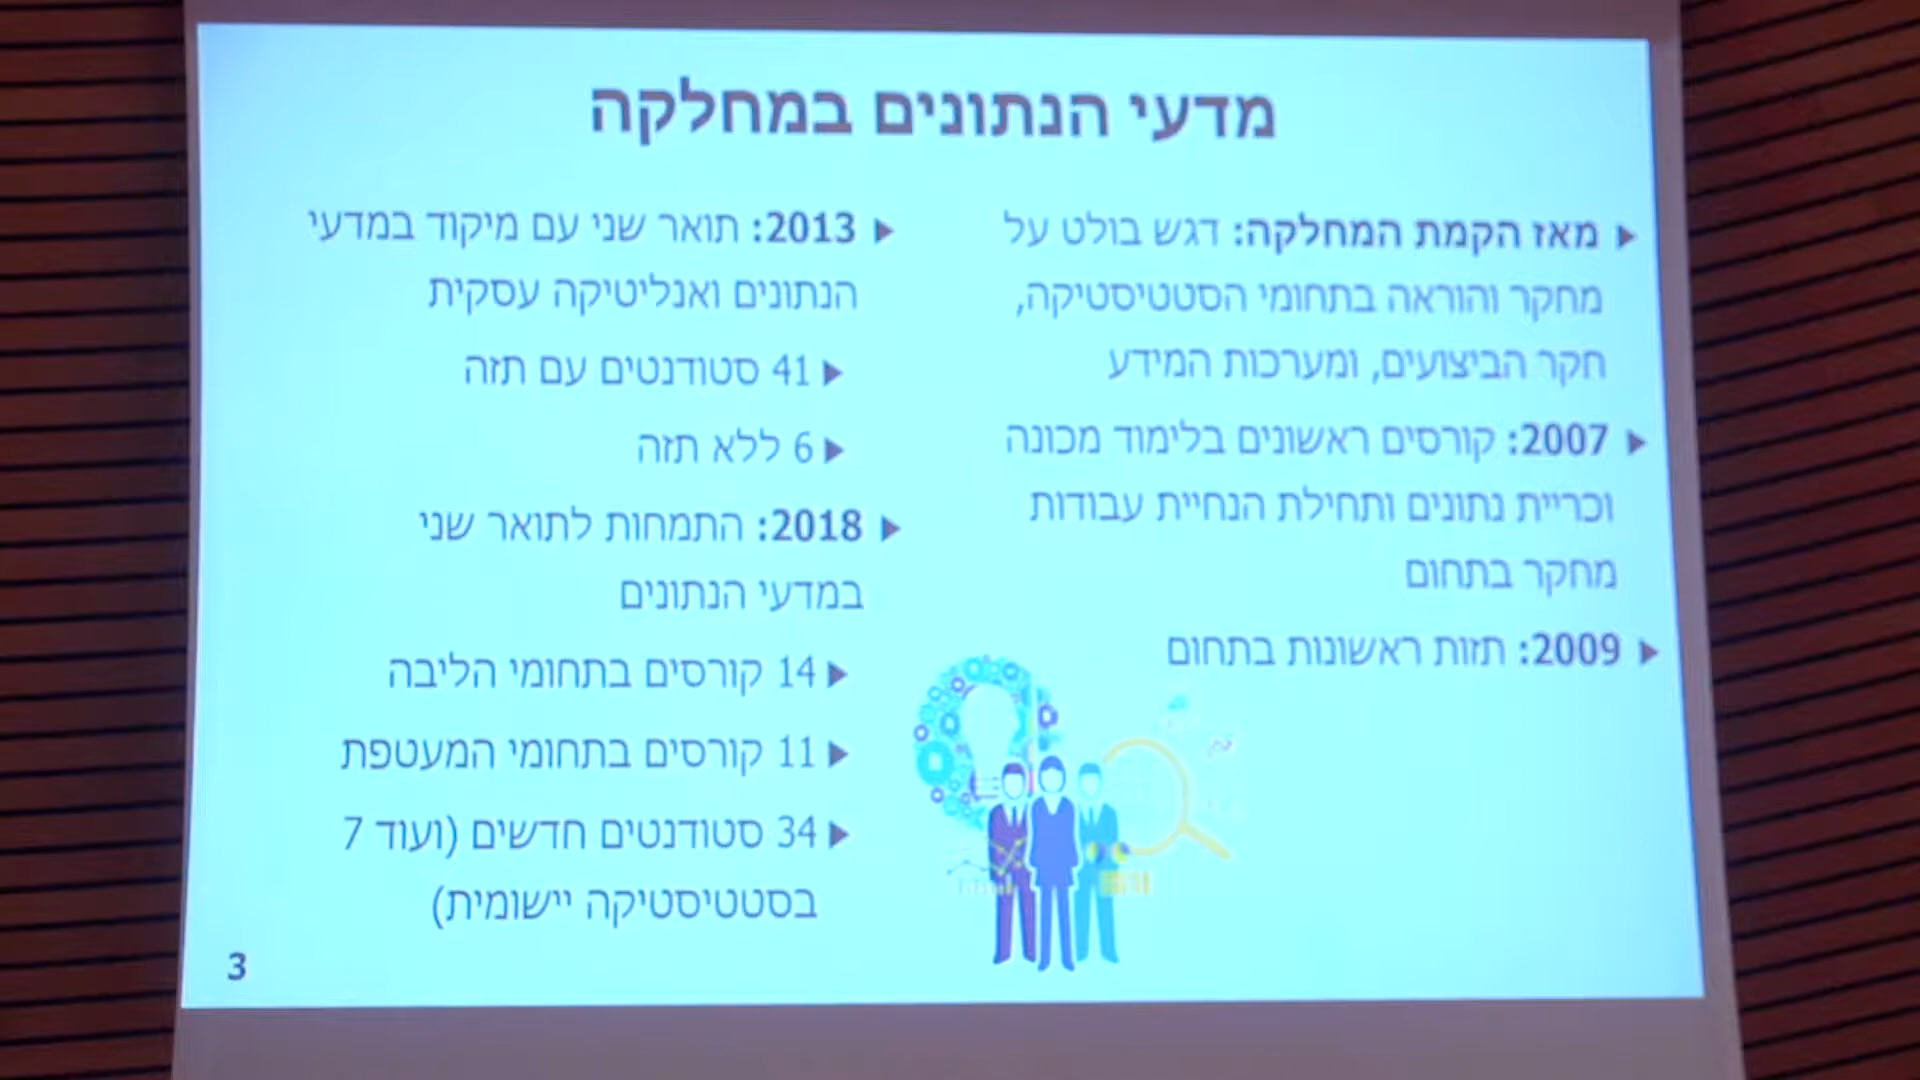 מדעי הנתונים במחלקה
מאז הקמת המחלקה: דגש בולט על
מחקר והוראה בתחומי הסטטיסטיקה,
חקר הביצועים, ומערכות המידע
2007: קורסים ראשונים בלימוד מכונה
וכריית נתונים ותחילת הנחיית עבודות
מחקר בתחום
2009: תזות ראשונות בתחום
2013: תואר שני עם מיקוד במדעי
הנתונים ואנליטיקה עסקית
41 סטודנטים עם תזה
6 ללא תזה
2018: התמחות לתואר שני
במדעי הנתונים
14 קורסים בתחומי הליבה
11 קורסים בתחומי המעטפת
34 סטודנטים חדשים (ועוד 7
בסטטיסטיקה יישומית)
3